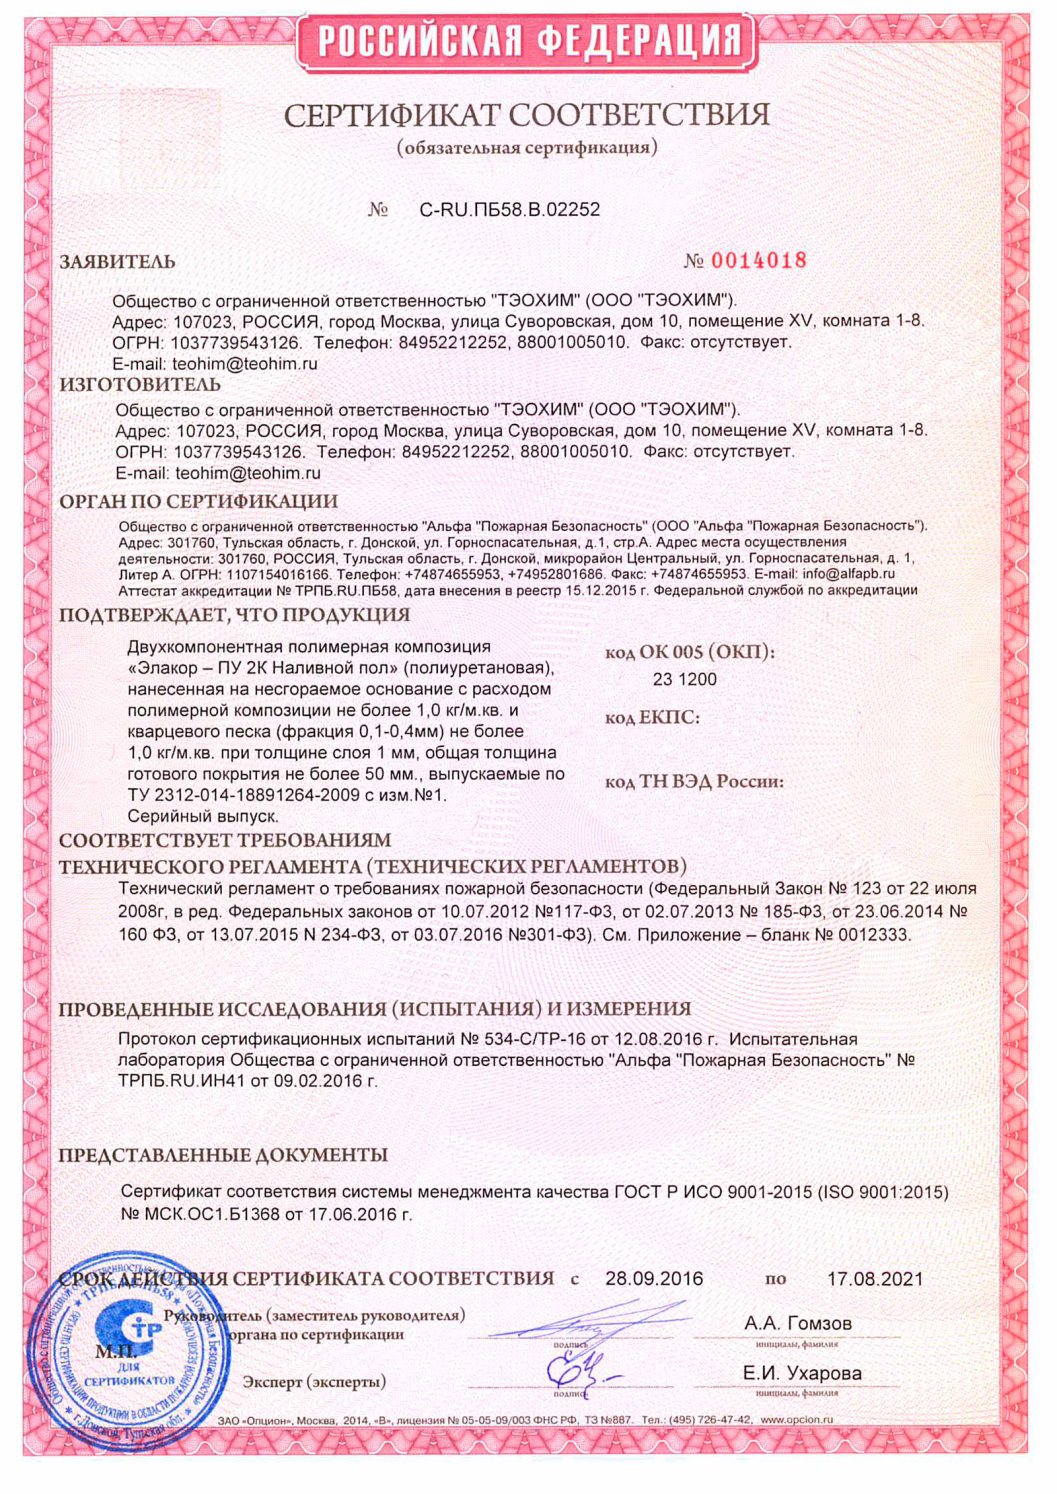 РОССИЙСКАЯ ФЕДЕРАЦИЯ
СЕРТИФИКАТ СООТВЕТСТВИЯ
(обязательная сертификация)
№ C-RU.ПБ58.В.02252
ЗАЯВИТЕЛЬ
№ 0014018
Общество с ограниченной ответственностью "ТЭОХИМ" (ООО "ТЭОХИМ").
Адрес: 107023, РОССИЯ, город Москва, улица Суворовская, дом 10, помещение XV, комната 1-8.
ОГРН: 1037739543126. Телефон: 84952212252, 88001005010. Факс: отсутствует.
E-mail: teohim@teohim.ru
ИЗГОТОВИТЕЛЬ
Общество с ограниченной ответственностью "ТЭОХИМ" (ООО "ТЭОХИМ").
Адрес: 107023, РОССИЯ, город Москва, улица Суворовская, дом 10, помещение XV, комната 1-8.
ОГРН: 1037739543126. Телефон: 84952212252, 88001005010. Факс: отсутствует.
E-mail: teohim@teohim.ru
ОРГАН ПО СЕРТИФИКАЦИИ
Общество с ограниченной ответственностью "Альфа "Пожарная Безопасность" (ООО "Альфа "Пожарная Безопасность").
Адрес: 301760, Тульская область, г. Донской, ул. Горноспасательная, д.1, стр.А. Адрес места осуществления
деятельности: 301760, РОССИЯ, Тульская область, г. Донской, микрорайон Центральный, ул. Горноспасательная, д. 1,
Литер А. ОГРН: 1107154016166. Телефон: +74874655953, +74952801686. Факс: +74874655953. E-mail: info@alfapb.ru
Аттестат аккредитации № ТРПБ.RU.ПБ58, дата внесения в реестр 15.12.2015 г. Федеральной службой по аккредитации
ПОДТВЕРЖДАЕТ, ЧТО ПРОДУКЦИЯ
Двухкомпонентная полимерная композиция
«Элакор – ПУ 2К Наливной пол» (полиуретановая),
нанесенная на несгораемое основание с расходом
полимерной композиции не более 1,0 кг/м.кв. и
кварцевого песка (фракция 0,1-0,4мм) не более
1,0 кг/м.кв. при толщине слоя 1 мм, общая толщина
готового покрытия не более 50 мм., выпускаемые по
ТУ 2312-014-18891264-2009 с изм.№1.
Серийный выпуск.
код ОК 005 (ОКП):
23 1200
код ЕКПС:
код ТН ВЭД России:
СООТВЕТСТВУЕТ ТРЕБОВАНИЯМ
ТЕХНИЧЕСКОГО РЕГЛАМЕНТА (ТЕХНИЧЕСКИХ РЕГЛАМЕНТОВ)
Технический регламент о требованиях пожарной безопасности (Федеральный Закон № 123 от 22 июля
2008г, в ред. Федеральных законов от 10.07.2012 №117-ФЗ, от 02.07.2013 № 185-ФЗ, от 23.06.2014 №
160 ФЗ, от 13.07.2015 N 234-ФЗ, от 03.07.2016 №301-ФЗ). См. Приложение – бланк № 0012333.
ПРОВЕДЕННЫЕ ИССЛЕДОВАНИЯ (ИСПЫТАНИЯ) И ИЗМЕРЕНИЯ
Протокол сертификационных испытаний № 534-С/ТР-16 от 12.08.2016 г. Испытательная
лаборатория Общества с ограниченной ответственностью "Альфа "Пожарная Безопасность" №
ТРПБ.RU.ИН41 от 09.02.2016 г.
ПРЕДСТАВЛЕННЫЕ ДОКУМЕНТЫ
Сертификат соответствия системы менеджмента качества ГОСТ Р ИСО 9001-2015 (ISO 9001:2015)
№ МСК.ОС1.Б1368 от 17.06.2016 г.
СРОК ДЕЙСТВИЯ СЕРТИФИКАТА СООТВЕТСТВИЯ с 28.09.2016 по 17.08.2021
Руководитель (заместитель руководителя)
органа по сертификации
подпись
А.А. Гомзов
инициалы, фамилия
М.П.
ДЛЯ
СЕРТИФИКАТОВ
Эксперт (эксперты)
подпись
Е.И. Ухарова
инициалы, фамилия
г. Донской, Тульская обл.
ЗАО «Опцион», Москва, 2014, «В», лицензия № 05-05-09/003 ФНС РФ, ТЗ №887. Тел.: (495) 726-47-42, www.opcion.ru